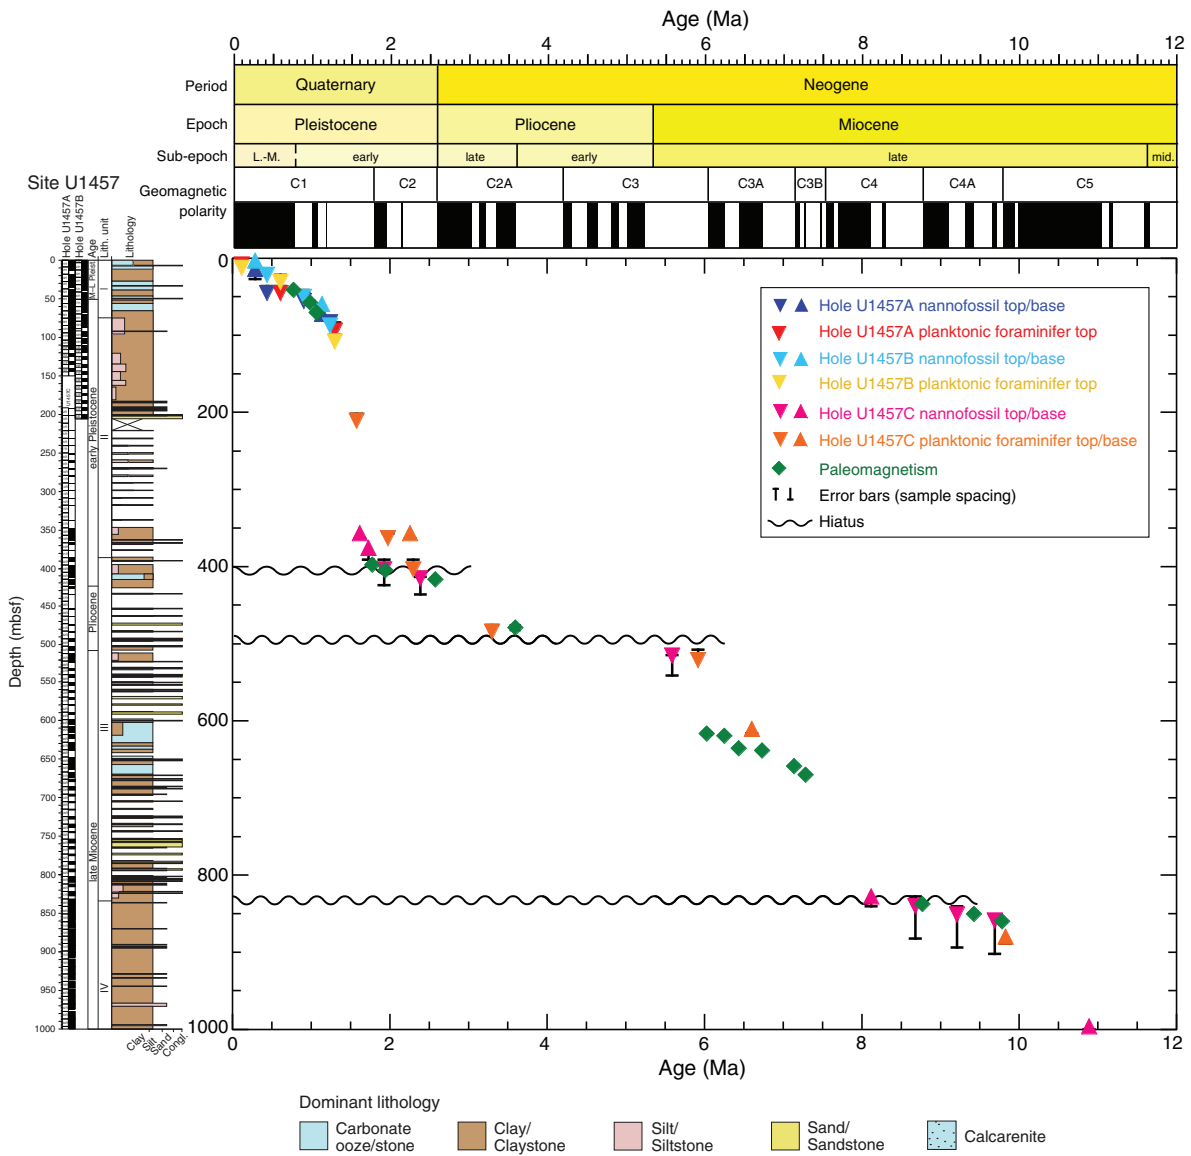 Age (Ma)
0 2 4 6 8 10 12
Period Quaternary Neogene
Epoch Pleistocene Pliocene Miocene
Sub-epoch L.-M. early late early late mid.
Site U1457
Geomagnetic polarity
C1 C2 C2A C3 C3A C3B C4 C4A C5
Hole U1457A
Hole U1457B
Age
Lith. unit
Lithology
0
50
100
150
200
250
300
350
400
450
500
550
600
650
700
750
800
850
900
950
1000
U1457C
M-L Pleist.
early Pleistocene
Pliocene
late Miocene
I
II
III
IV
Clay
Silt
Sand
Congl.
Depth (mbsf)
0
200
400
600
800
1000
Hole U1457A nannofossil top/base
Hole U1457A planktonic foraminifer top
Hole U1457B nannofossil top/base
Hole U1457B planktonic foraminifer top
Hole U1457C nannofossil top/base
Hole U1457C planktonic foraminifer top/base
Paleomagnetism
Error bars (sample spacing)
Hiatus
0 2 4 6 8 10 12
Age (Ma)
Dominant lithology
Carbonate ooze/stone
Clay/ Claystone
Silt/ Siltstone
Sand/ Sandstone
Calcarenite